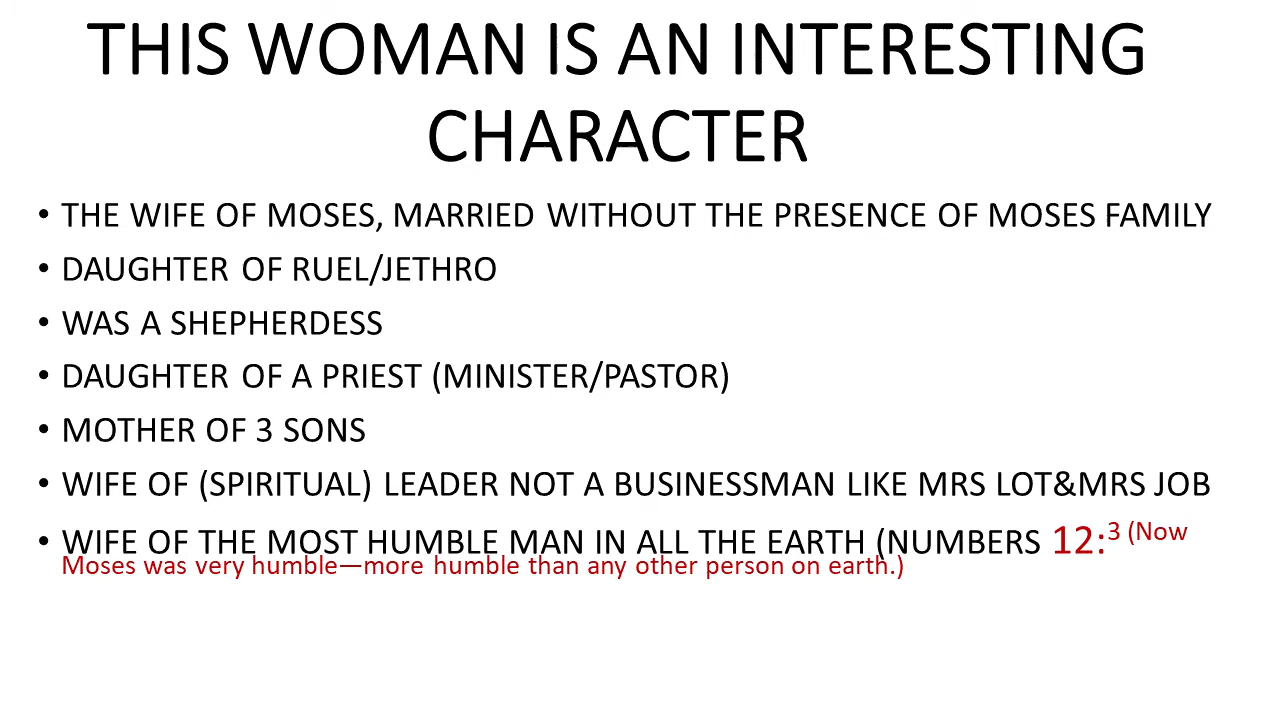 THIS WOMAN IS AN INTERESTING
CHARACTER
• THE WIFE OF MOSES, MARRIED WITHOUT THE PRESENCE OF MOSES FAMILY
• DAUGHTER OF RUEL/JETHRO
• WAS A SHEPHERDESS
• DAUGHTER OF A PRIEST (MINISTER/PASTOR)
• MOTHER OF 3 SONS
• WIFE OF (SPIRITUAL) LEADER NOT A BUSINESSMAN LIKE MRS LOT&MRS JOB
• WIFE OF THE MOST HUMBLE MAN IN ALL THE EARTH (NUMBERS 12:3 (Now
Moses was very humble—more humble than any other person on earth.)